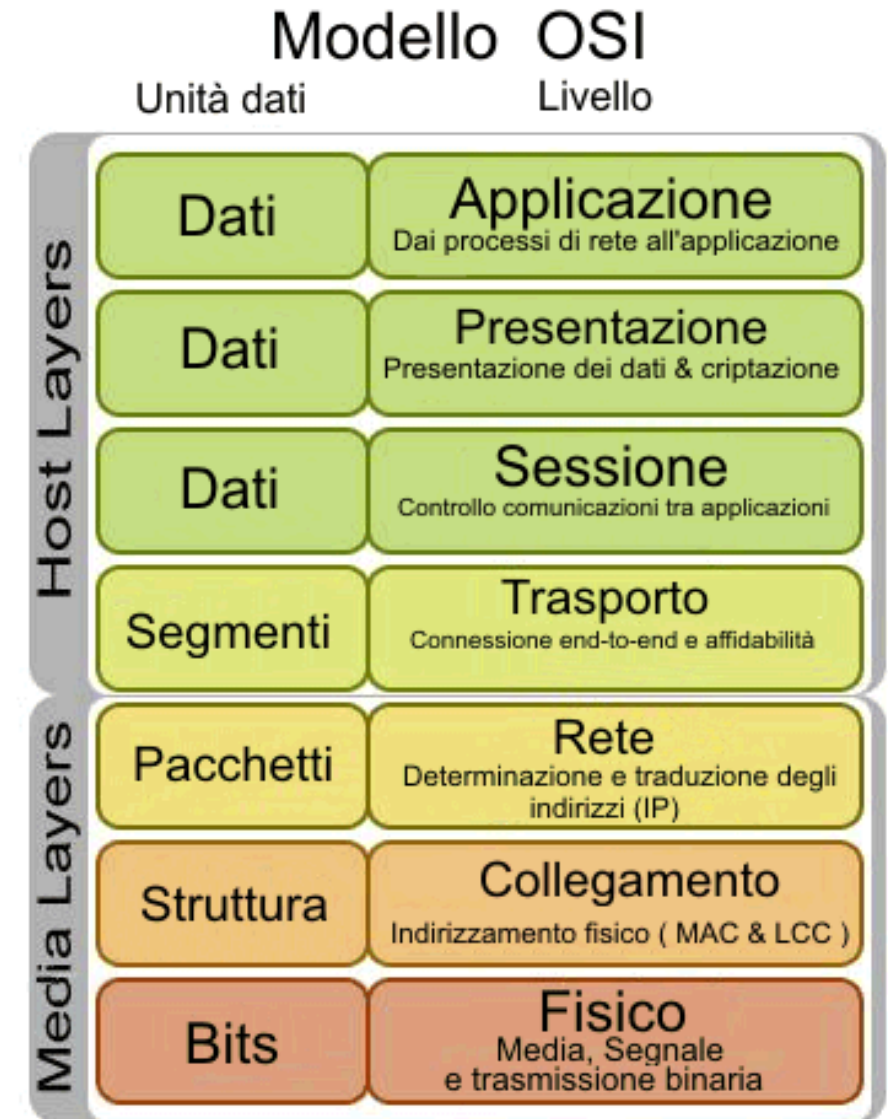 Modello OSI
Unità dati Livello
Host Layers
Dati
Applicazione
Dai processi di rete all'applicazione
Dati
Presentazione
Presentazione dei dati & criptazione
Dati
Sessione
Controllo comunicazioni tra applicazioni
Segmenti
Trasporto
Connessione end-to-end e affidabilità
Media Layers
Pacchetti
Rete
Determinazione e traduzione degli
indirizzi (IP)
Struttura
Collegamento
Indirizzamento fisico ( MAC & LCC )
Bits
Fisico
Media, Segnale
e trasmissione binaria